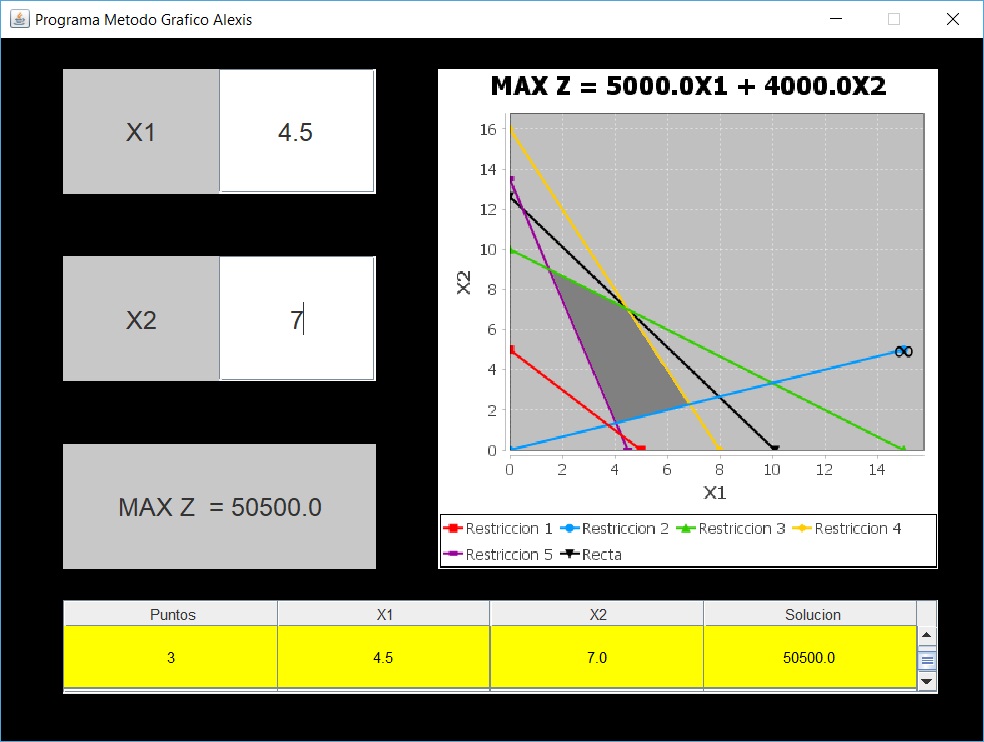 Programa Metodo Grafico Alexis
X1
4.5
X2
7
MAX Z = 50500.0
MAX Z = 5000.0X1 + 4000.0X2
X2
16
14
12
10
8
6
4
2
0
0 2 4 6 8 10 12 14
X1
Restriccion 1 Restriccion 2 Restriccion 3 Restriccion 4
Restriccion 5 Recta
Puntos X1 X2 Solucion
3 4.5 7.0 50500.0